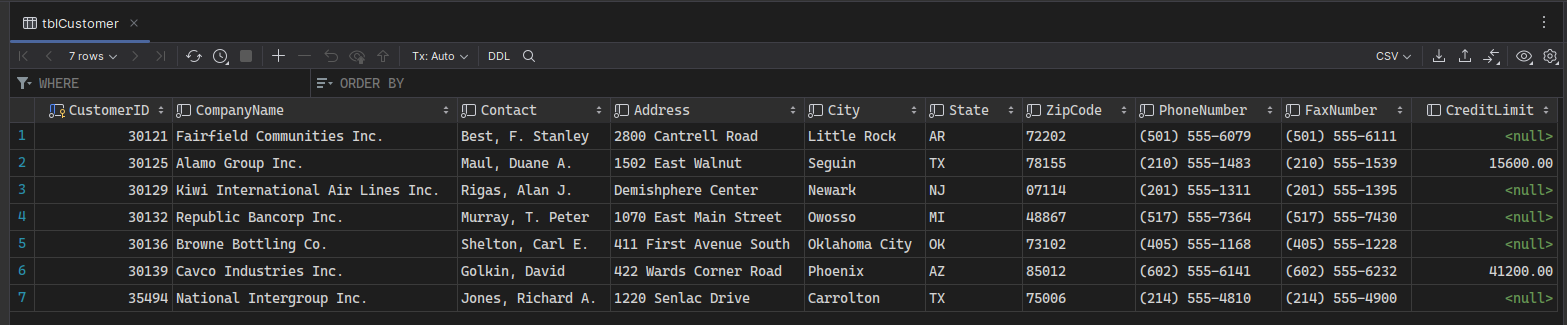 tblCustomer
7 rows Tx: Auto DDL CSV
WHERE ORDER BY
CustomerID CompanyName Contact Address City State ZipCode PhoneNumber FaxNumber CreditLimit
1 30121 Fairfield Communities Inc. Best, F. Stanley 2800 Cantrell Road Little Rock AR 72202 (501) 555-6079 (501) 555-6111 <null>
2 30125 Alamo Group Inc. Maul, Duane A. 1502 East Walnut Seguin TX 78155 (210) 555-1483 (210) 555-1539 15600.00
3 30129 Kiwi International Air Lines Inc. Rigas, Alan J. Demishphere Center Newark NJ 07114 (201) 555-1311 (201) 555-1395 <null>
4 30132 Republic Bancorp Inc. Murray, T. Peter 1070 East Main Street Owosso MI 48867 (517) 555-7364 (517) 555-7430 <null>
5 30136 Browne Bottling Co. Shelton, Carl E. 411 First Avenue South Oklahoma City OK 73102 (405) 555-1168 (405) 555-1228 <null>
6 30139 Cavco Industries Inc. Golkin, David 422 Wards Corner Road Phoenix AZ 85012 (602) 555-6141 (602) 555-6232 41200.00
7 35494 National Intergroup Inc. Jones, Richard A. 1220 Senlac Drive Carrolton TX 75006 (214) 555-4810 (214) 555-4900 <null>